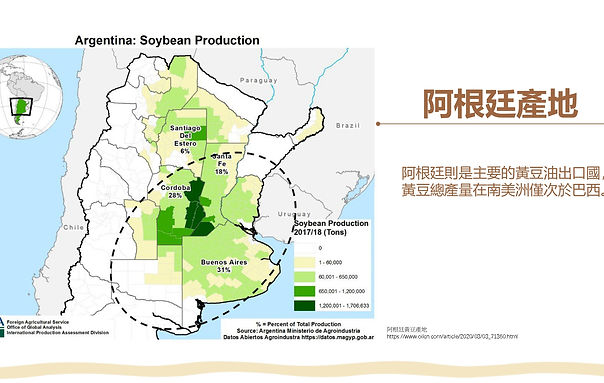 Argentina: Soybean Production
Paraguay
Brazil
Santiago
Del
Estero
6%
Santa
Fe
18%
Cordoba
28%
Uruguay
Chile
Buenos Aires
31%
Soybean Production
2017/18 (Tons)
0
1 - 60,000
60,001 - 650,000
650,001 - 1,200,000
1,200,001 - 1,706,633
Foreign Agricultural Service
Office of Global Analysis
International Production Assessment Division
% = Percent of Total Production
Source: Argentina Ministerio de Agroindustria
Datos Abiertos Agroindustria https://datos.magyp.gob.ar
阿根廷產地
阿根廷則是主要的黃豆油出口國，
黃豆總產量在南美洲僅次於巴西。
阿根廷黃豆產地